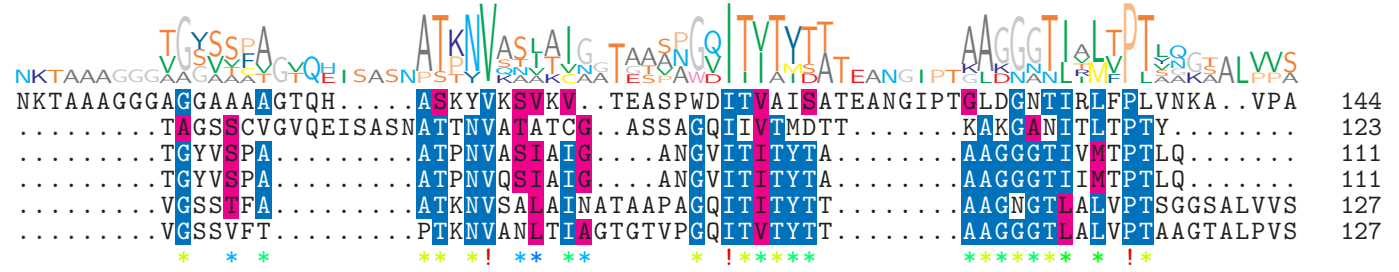 NKTAAAGGGAGGAAAAGTQH.....ASKYVKSVKV..TEASPWDITVAISATEANGIPTGLDGNTIRLFPLVNKA..VPA 144
.........TAGSSCVGVQEISASNATTNVATATCG..ASSAGQIIVTMDTT.......KAKGANITLTPTY........ 123
.........TGYVSPA.........ATPNVASIAIG....ANGVITITYTA........AAGGGTIVMTPTLQ....... 111
.........TGYVSPA.........ATPNVQSIAIG....ANGVITITYTA........AAGGGTIIMTPTLQ....... 111
.........VGSSTFA.........ATKNVSALAINATAAPAGQITITYTT........AAGNGTLALVPTSGGSALVVS 127
.........VGSSVFT.........PTKNVANLTIAGTGTVPGQITVTYTT........AAGGGTLALVPTAAGTALPVS 127